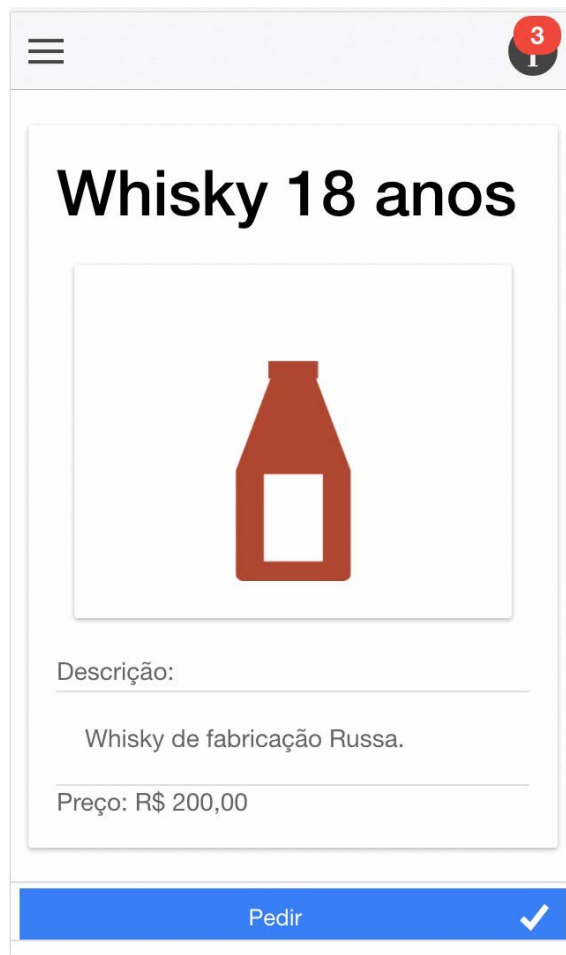 3
Whisky 18 anos
Descrição:
Whisky de fabricação Russa.
Preço: R$ 200,00
Pedir